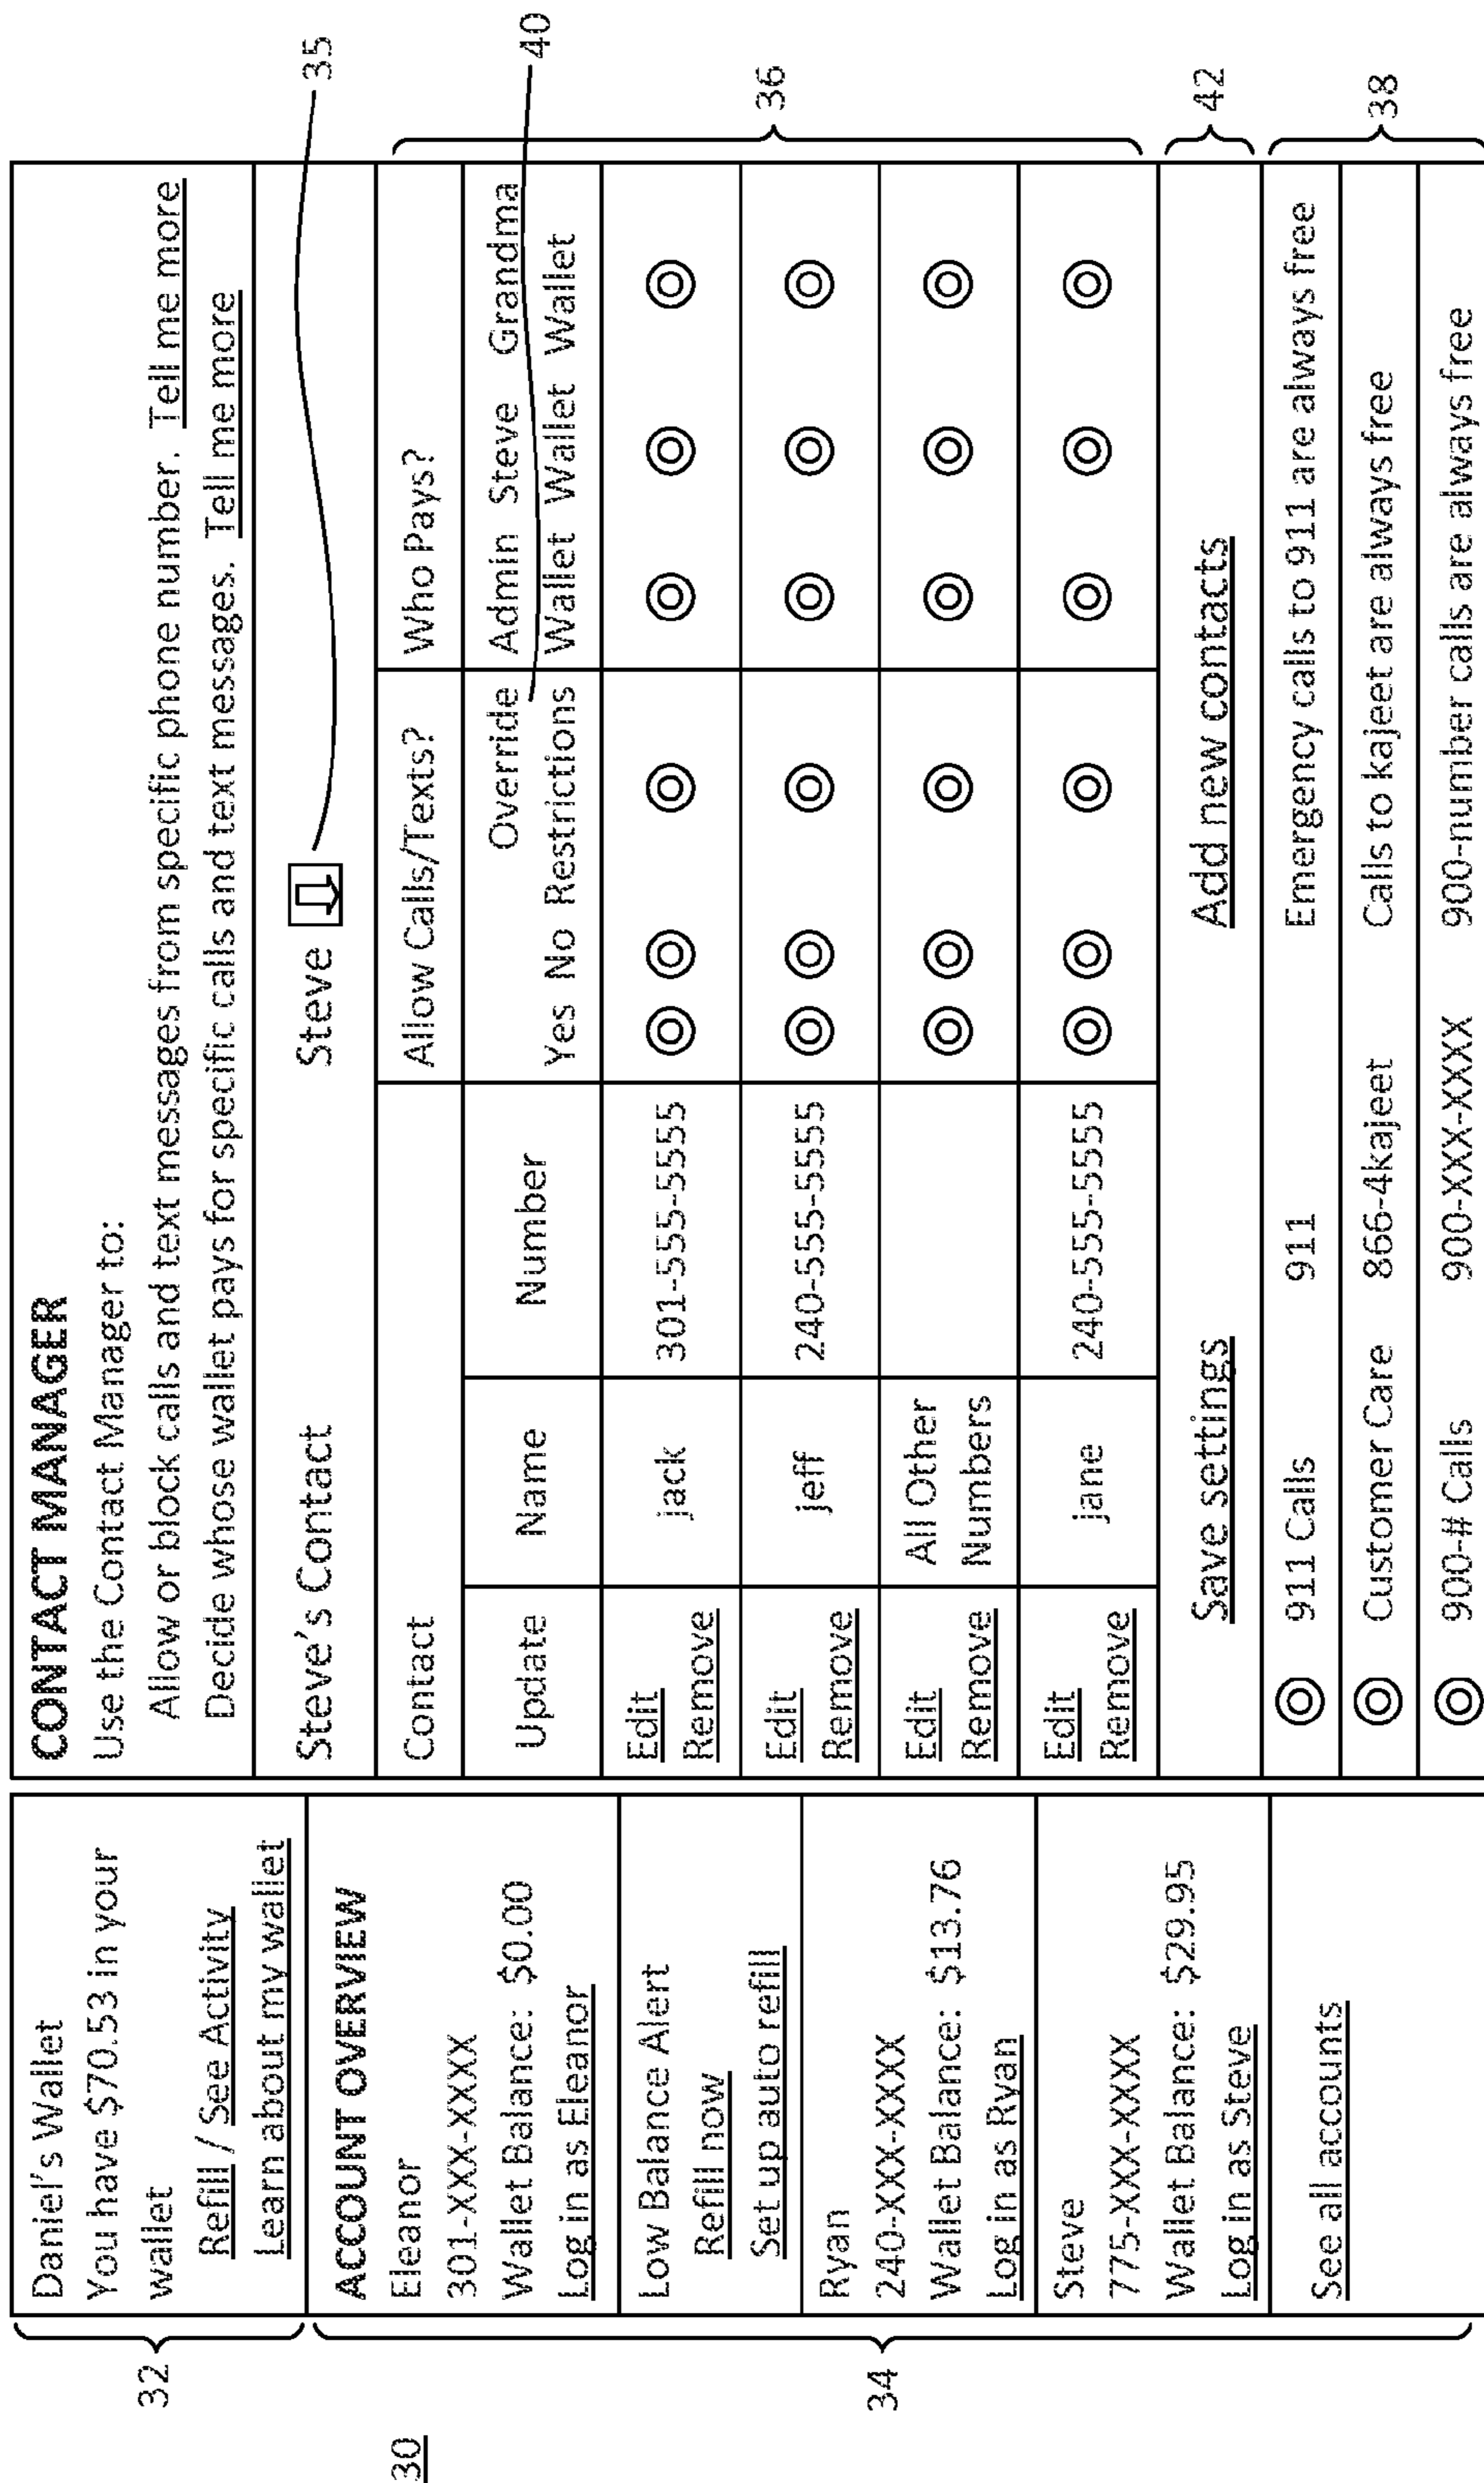 30
32
Daniel's Wallet
You have $70.53 in your
wallet
Refill / See Activity
Learn about my wallet
34
ACCOUNT OVERVIEW
Eleanor
301-XXX-XXXX
Wallet Balance: $0.00
Log in as Eleanor
Low Balance Alert
Refill now
Set up auto refill
Ryan
240-XXX-XXXX
Wallet Balance: $13.76
Log in as Ryan
Steve
775-XXX-XXXX
Wallet Balance: $29.95
Log in as Steve
See all accounts
CONTACT MANAGER
Use the Contact Manager to:
Allow or block calls and text messages from specific phone number. Tell me more
Decide whose wallet pays for specific calls and text messages. Tell me more
Steve's Contact Steve 35
Contact Allow Calls/Texts? Who Pays?
Override Admin Steve Grandma 40
Update Name Number
Yes No Restrictions Wallet Wallet Wallet
Edit
Remove jack 301-555-5555
36
Edit
Remove jeff 240-555-5555
Edit All Other
Remove Numbers
Edit
Remove jane 240-555-5555
Save settings Add new contacts 42
911 Calls 911 Emergency calls to 911 are always free
Customer Care 866-4kajeet Calls to kajeet are always free 38
900-# Calls 900-XXX-XXXX 900-number calls are always free